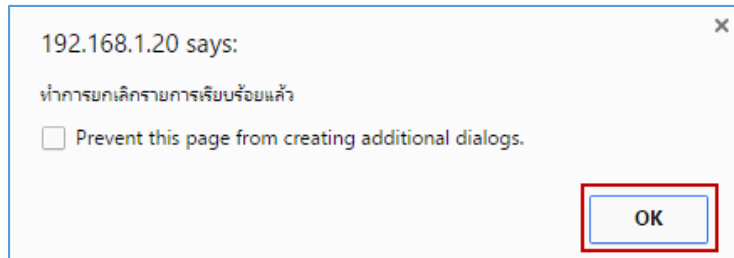 192.168.1.20 says:
ทำการยกเลิกรายการเรียบร้อยแล้ว
Prevent this page from creating additional dialogs.
OK